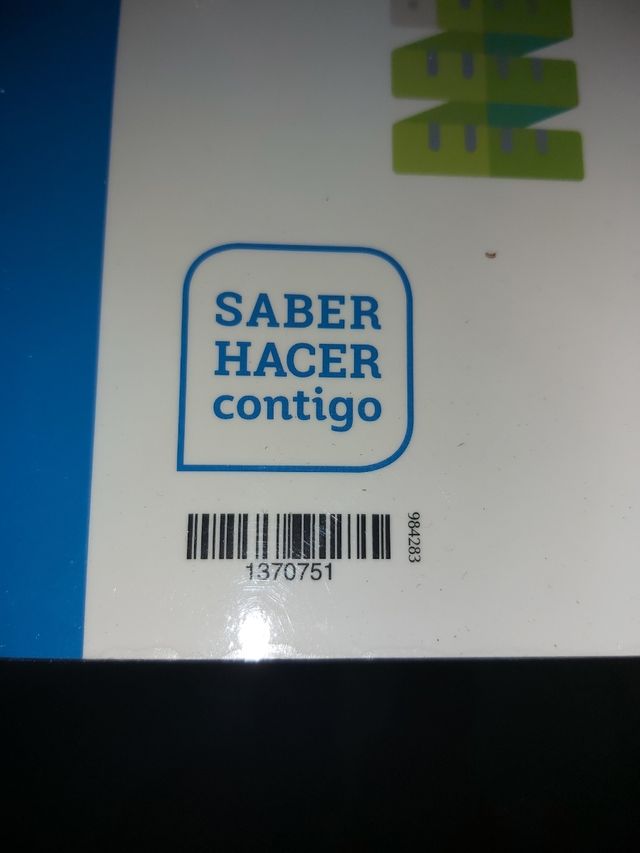 SABER
HACER
contigo
1370751
984283